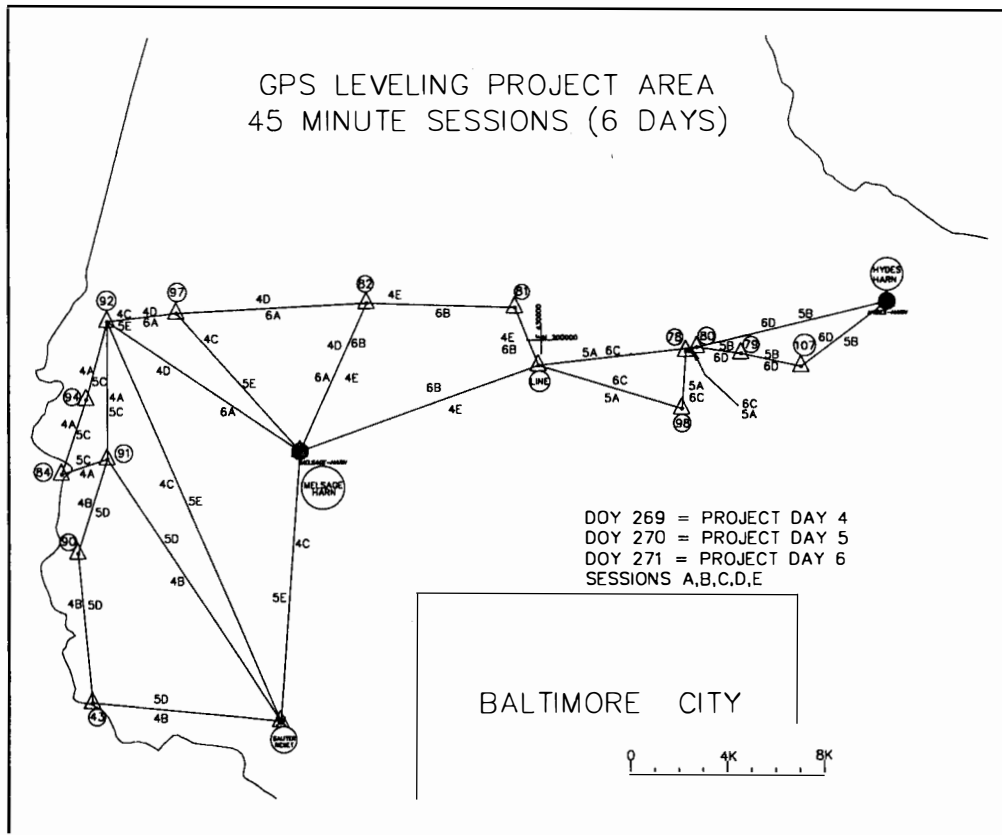 GPS LEVELING PROJECT AREA
45 MINUTE SESSIONS (6 DAYS)
HYDES
HARN
92
97
82
81
4C
5E
4D
6A
4D
6A
4E
6B
4E
6B
78
80
79
107
6D
5B
5B
6D
5B
6D
6D
5B
5A 6C
LINE
6C
5A
5A
6C
6C
5A
98
4C
5E
4D
6A
4D
6B
6A
4E
6B
4E
4A
5C
4A
5C
94
4A
5C
91
84
5C
4A
MELSAGE-HARN
MELSAGE
HARN
4B
5D
90
4C
5E
5D
4B
4C
5E
4B
5D
43
5D
4B
DOY 269 = PROJECT DAY 4
DOY 270 = PROJECT DAY 5
DOY 271 = PROJECT DAY 6
SESSIONS A,B,C,D,E
BALTIMORE CITY
0 4K 8K